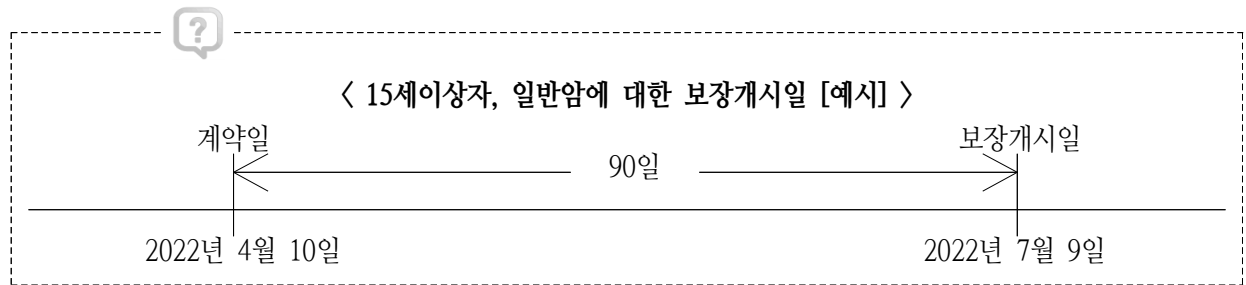 ?
〈 15세이상자, 일반암에 대한 보장개시일 [예시] 〉
계약일 보장개시일
90일
2022년 4월 10일 2022년 7월 9일